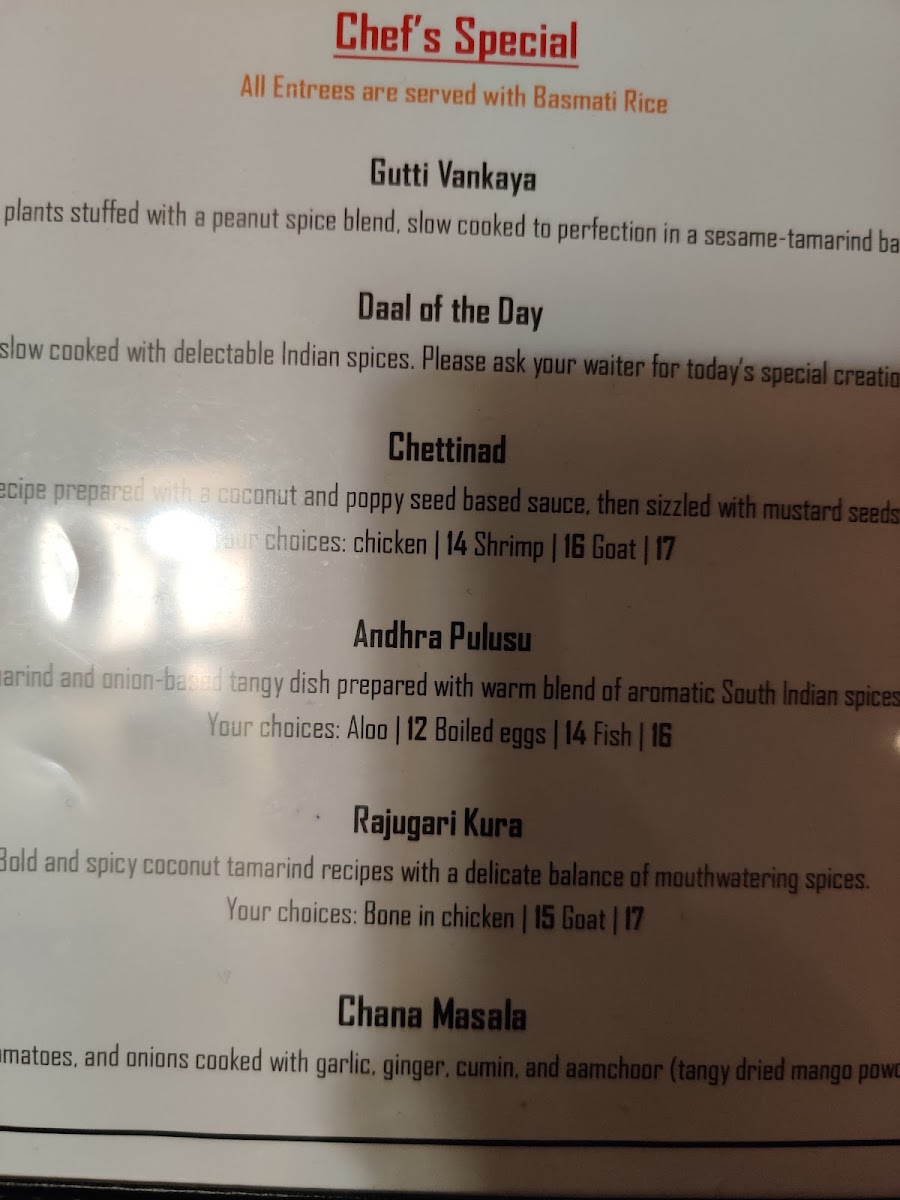 Chef's Special
All Entrees are served with Basmati Rice
Gutti Vankaya
plants stuffed with a peanut spice blend, slow cooked to perfection in a sesame-tamarind ba
Daal of the Day
slow cooked with delectable Indian spices. Please ask your waiter for today's special creatio
Chettinad
ecipe prepared with a coconut and poppy seed based sauce, then sizzled with mustard seeds
our choices: chicken | 14 Shrimp | 16 Goat | 17
Andhra Pulusu
arind and onion-based tangy dish prepared with warm blend of aromatic South Indian spices
Your choices: Aloo | 12 Boiled eggs | 14 Fish | 16
Rajugari Kura
Bold and spicy coconut tamarind recipes with a delicate balance of mouthwatering spices.
Your choices: Bone in chicken | 15 Goat | 17
Chana Masala
matoes, and onions cooked with garlic, ginger, cumin, and aamchoor (tangy dried mango powd